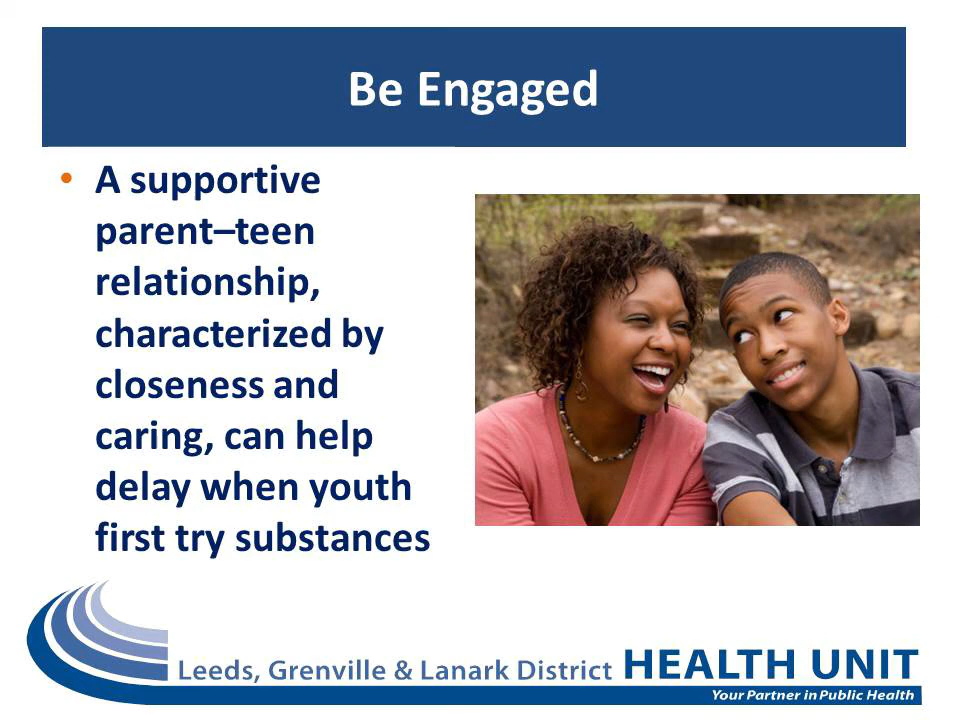 Be Engaged
• A supportive
parent–teen
relationship,
characterized by
closeness and
caring, can help
delay when youth
first try substances
Leeds, Grenville & Lanark District HEALTH UNIT
Your Partner in Public Health